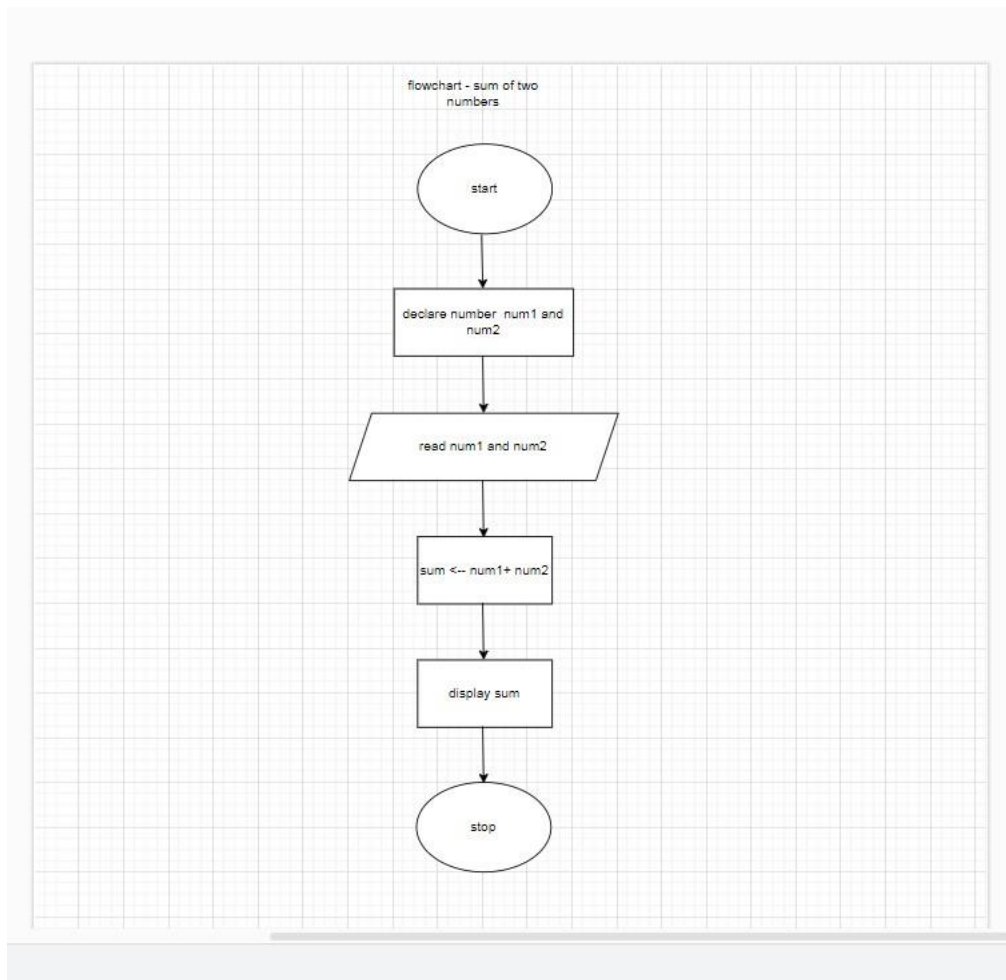 flowchart - sum of two
numbers
start
declare number  num1 and
num2
read num1 and num2
sum <-- num1+ num2
display sum
stop